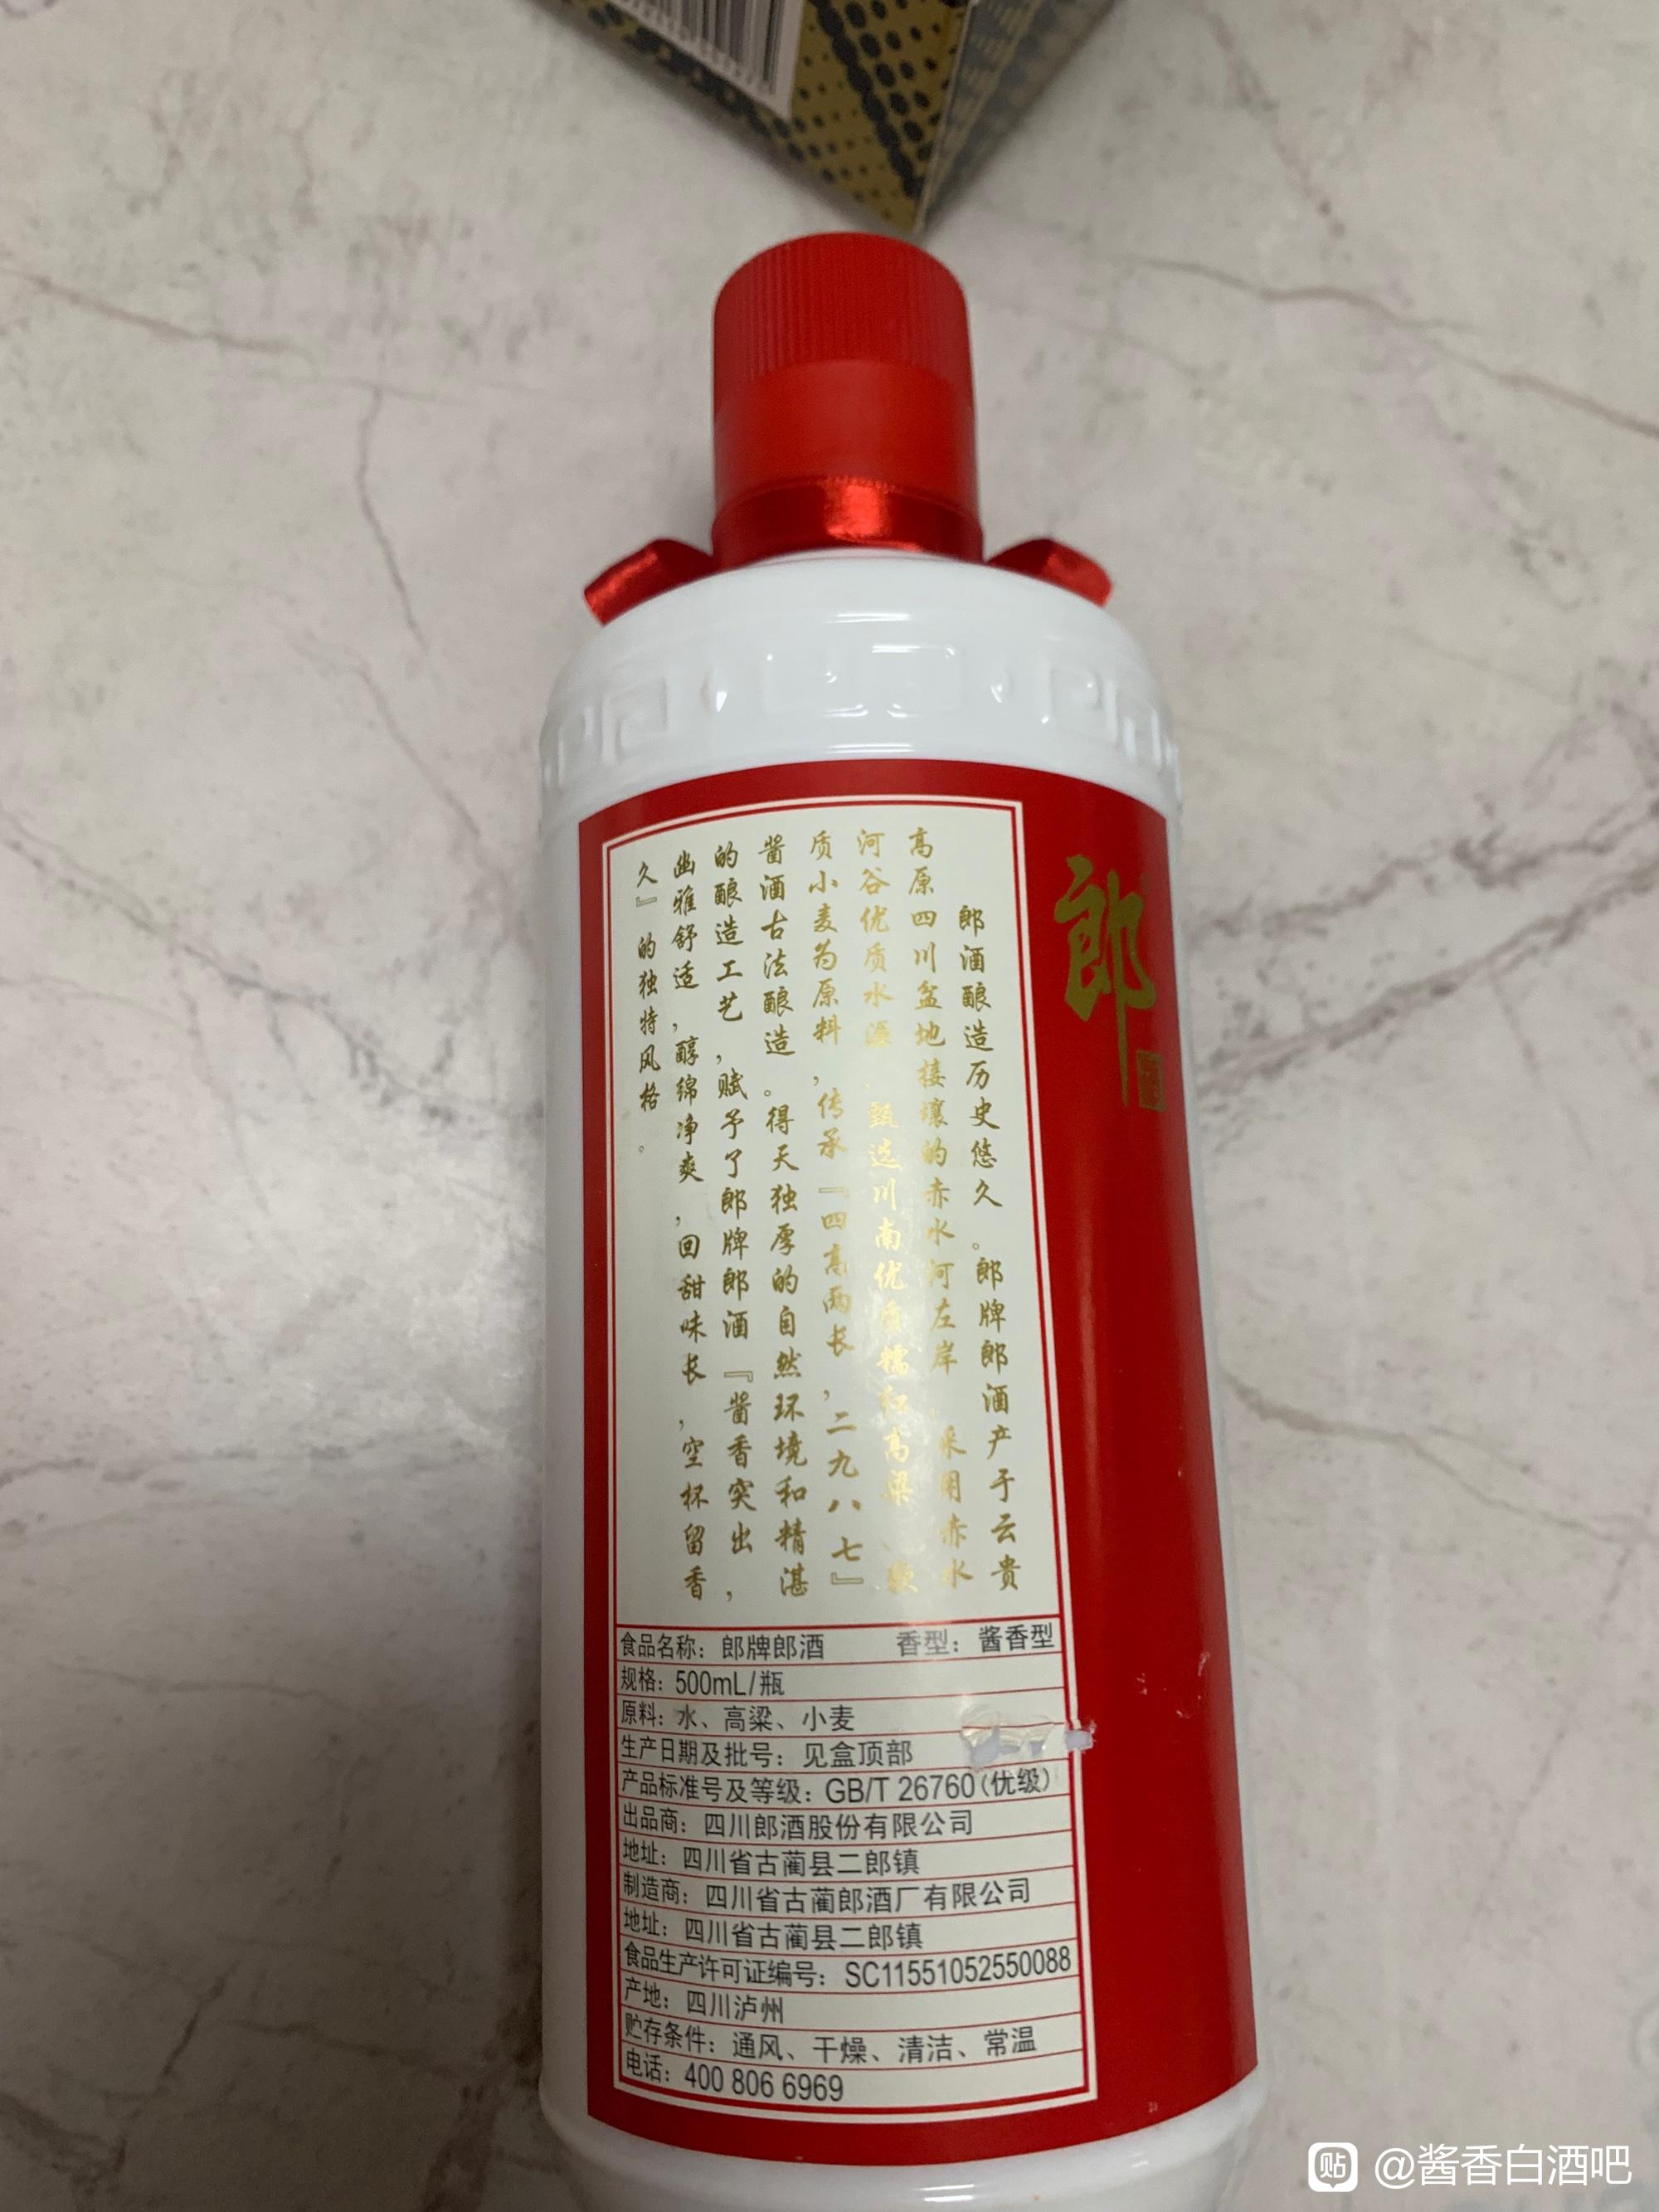 郎
郎酒酿造历史悠久。郎牌郎酒产于云贵
高原四川盆地接壤的赤水河左岸,采用赤水
河谷优质水源、甄选川南优质糯红高粱、软
质小麦为原料,传承『四高两长,二九八七』
酱酒古法酿造。得天独厚的自然环境和精湛
的酿造工艺,赋予了郎牌郎酒『酱香突出,
幽雅舒适,醇绵净爽,回甜味长,空杯留香
久』的独特风格。
食品名称:郎牌郎酒 香型:酱香型
规格:500mL/瓶
原料:水、高粱、小麦
生产日期及批号:见盒顶部
产品标准号及等级:GB/T 26760(优级)
出品商:四川郎酒股份有限公司
地址:四川省古蔺县二郎镇
制造商:四川省古蔺郎酒厂有限公司
地址:四川省古蔺县二郎镇
食品生产许可证编号:SC11551052550088
产地:四川泸州
贮存条件:通风、干燥、清洁、常温
电话:400 806 6969
贴 @酱香白酒吧